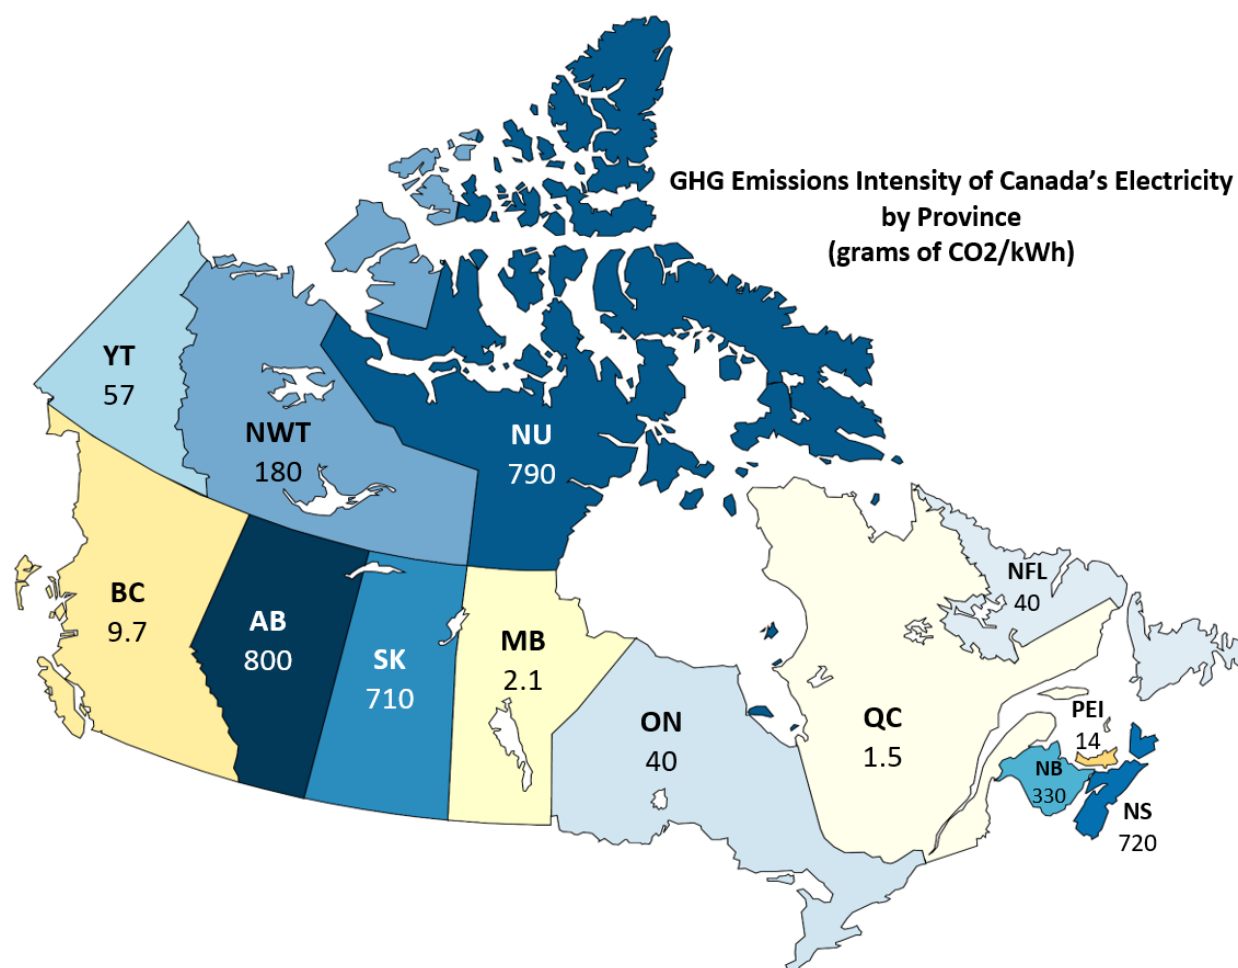 GHG Emissions Intensity of Canada's Electricity
by Province
(grams of CO2/kWh)
YT
57
NWT
180
NU
790
BC
9.7
AB
800
SK
710
MB
2.1
ON
40
QC
1.5
NFL
40
PEI
14
NB
330
NS
720